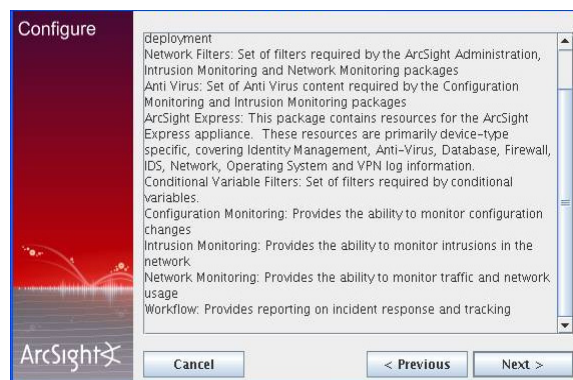 Configure
deployment
Network Filters: Set of filters required by the ArcSight Administration,
Intrusion Monitoring and Network Monitoring packages
Anti Virus: Set of Anti Virus content required by the Configuration
Monitoring and Intrusion Monitoring packages
ArcSight Express: This package contains resources for the ArcSight
Express appliance.  These resources are primarily device-type
specific, covering Identity Management, Anti-Virus, Database, Firewall,
IDS, Network, Operating System and VPN log information.
Conditional Variable Filters: Set of filters required by conditional
variables.
Configuration Monitoring: Provides the ability to monitor configuration
changes
Intrusion Monitoring: Provides the ability to monitor intrusions in the
network
Network Monitoring: Provides the ability to monitor traffic and network
usage
Workflow: Provides reporting on incident response and tracking
ArcSight
Cancel
< Previous
Next >